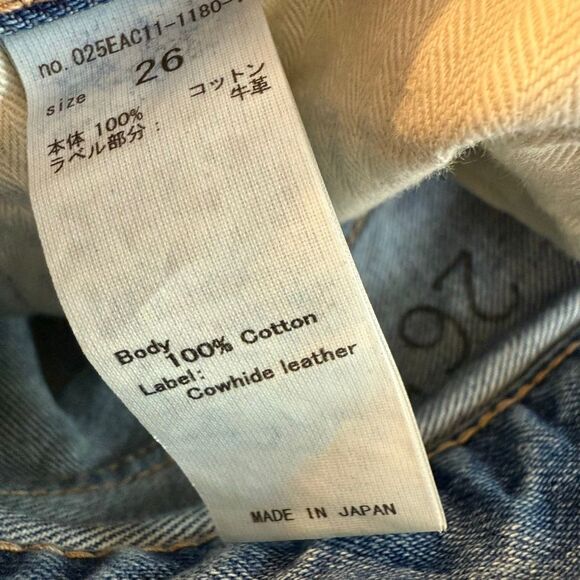 no. 025EAC11-1180-
size 26
本体 100% コットン
ラベル部分： 牛革
Body
100% Cotton
Label:
Cowhide leather
MADE IN JAPAN
26